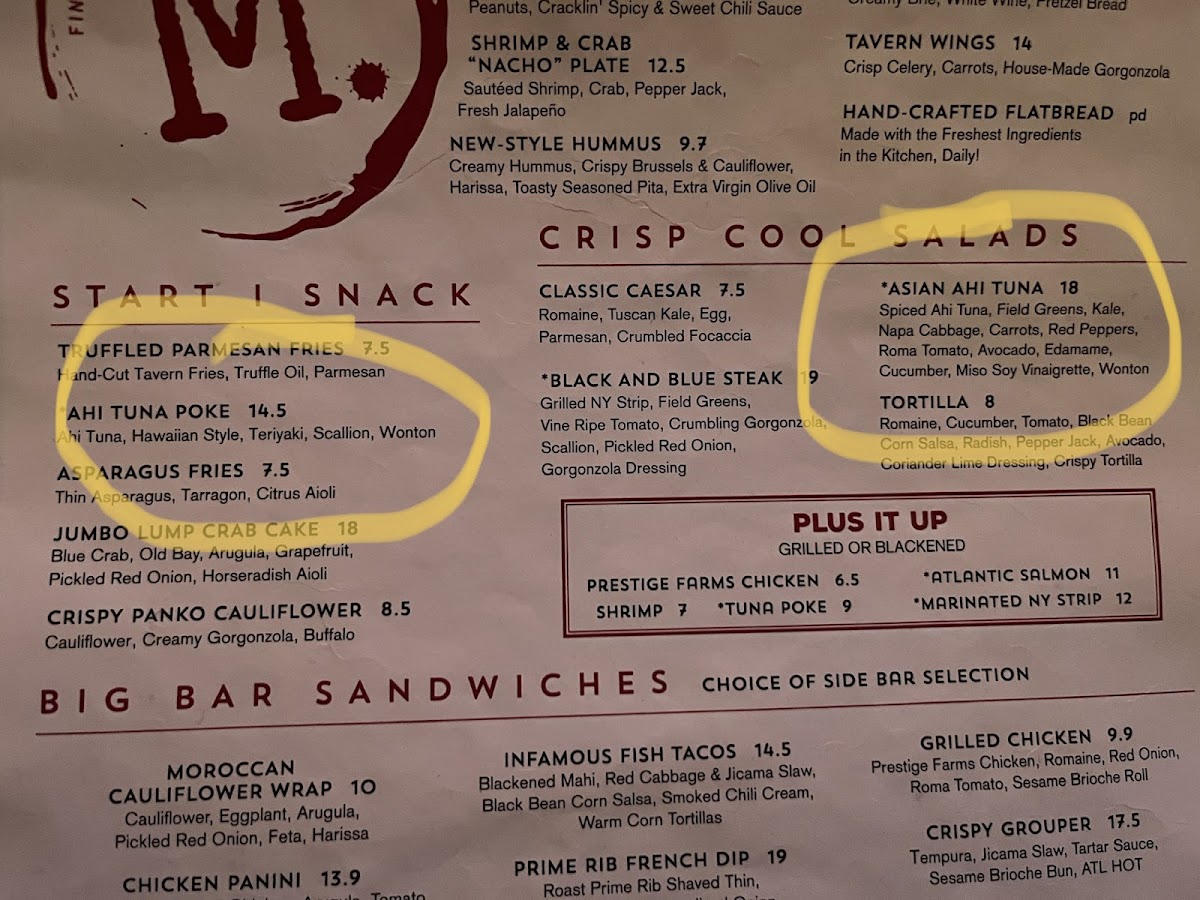 FIN
M.
Peanuts, Cracklin' Spicy & Sweet Chili Sauce
SHRIMP & CRAB
"NACHO" PLATE 12.5
Sautéed Shrimp, Crab, Pepper Jack,
Fresh Jalapeño
NEW-STYLE HUMMUS 9.7
Creamy Hummus, Crispy Brussels & Cauliflower,
Harissa, Toasty Seasoned Pita, Extra Virgin Olive Oil
Creamy Brie, White Wine, Pretzel Bread
TAVERN WINGS 14
Crisp Celery, Carrots, House-Made Gorgonzola
HAND-CRAFTED FLATBREAD pd
Made with the Freshest Ingredients
in the Kitchen, Daily!
START | SNACK
TRUFFLED PARMESAN FRIES 7.5
Hand-Cut Tavern Fries, Truffle Oil, Parmesan
*AHI TUNA POKE 14.5
Ahi Tuna, Hawaiian Style, Teriyaki, Scallion, Wonton
ASPARAGUS FRIES 7.5
Thin Asparagus, Tarragon, Citrus Aioli
JUMBO LUMP CRAB CAKE 18
Blue Crab, Old Bay, Arugula, Grapefruit,
Pickled Red Onion, Horseradish Aioli
CRISPY PANKO CAULIFLOWER 8.5
Cauliflower, Creamy Gorgonzola, Buffalo
CRISP COOL SALADS
CLASSIC CAESAR 7.5
Romaine, Tuscan Kale, Egg,
Parmesan, Crumbled Focaccia
*BLACK AND BLUE STEAK 19
Grilled NY Strip, Field Greens,
Vine Ripe Tomato, Crumbling Gorgonzola,
Scallion, Pickled Red Onion,
Gorgonzola Dressing
*ASIAN AHI TUNA 18
Spiced Ahi Tuna, Field Greens, Kale,
Napa Cabbage, Carrots, Red Peppers,
Roma Tomato, Avocado, Edamame,
Cucumber, Miso Soy Vinaigrette, Wonton
TORTILLA 8
Romaine, Cucumber, Tomato, Black Bean
Corn Salsa, Radish, Pepper Jack, Avocado,
Coriander Lime Dressing, Crispy Tortilla
PLUS IT UP
GRILLED OR BLACKENED
PRESTIGE FARMS CHICKEN 6.5 *ATLANTIC SALMON 11
SHRIMP 7 *TUNA POKE 9 *MARINATED NY STRIP 12
BIG BAR SANDWICHES CHOICE OF SIDE BAR SELECTION
MOROCCAN
CAULIFLOWER WRAP 10
Cauliflower, Eggplant, Arugula,
Pickled Red Onion, Feta, Harissa
CHICKEN PANINI 13.9
Tomato
INFAMOUS FISH TACOS 14.5
Blackened Mahi, Red Cabbage & Jicama Slaw,
Black Bean Corn Salsa, Smoked Chili Cream,
Warm Corn Tortillas
PRIME RIB FRENCH DIP 19
Roast Prime Rib Shaved Thin,
GRILLED CHICKEN 9.9
Prestige Farms Chicken, Romaine, Red Onion,
Roma Tomato, Sesame Brioche Roll
CRISPY GROUPER 17.5
Tempura, Jicama Slaw, Tartar Sauce,
Sesame Brioche Bun, ATL HOT